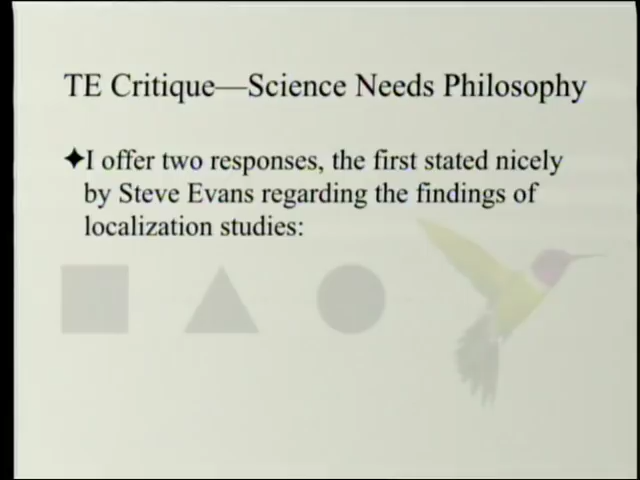 TE Critique—Science Needs Philosophy
✦I offer two responses, the first stated nicely
by Steve Evans regarding the findings of
localization studies: